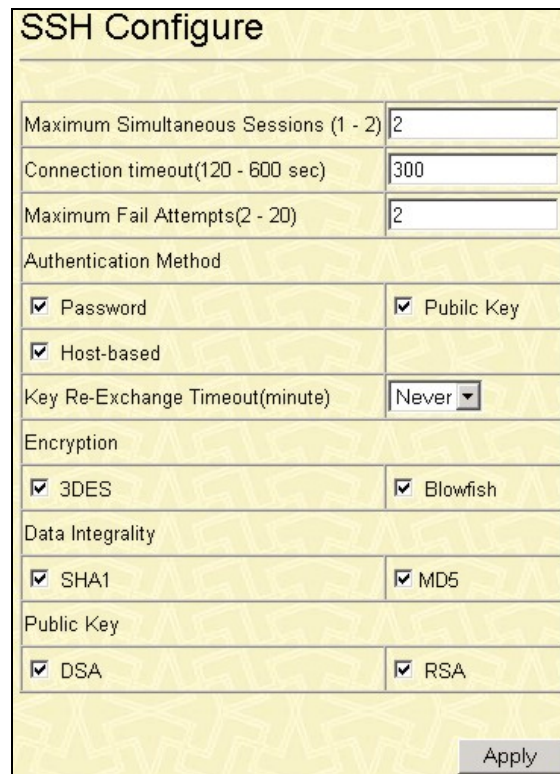 SSH Configure
Maximum Simultaneous Sessions (1 - 2) 2
Connection timeout(120 - 600 sec) 300
Maximum Fail Attempts(2 - 20) 2
Authentication Method
Password Pubilc Key
Host-based
Key Re-Exchange Timeout(minute) Never
Encryption
3DES Blowfish
Data Integrality
SHA1 MD5
Public Key
DSA RSA
Apply